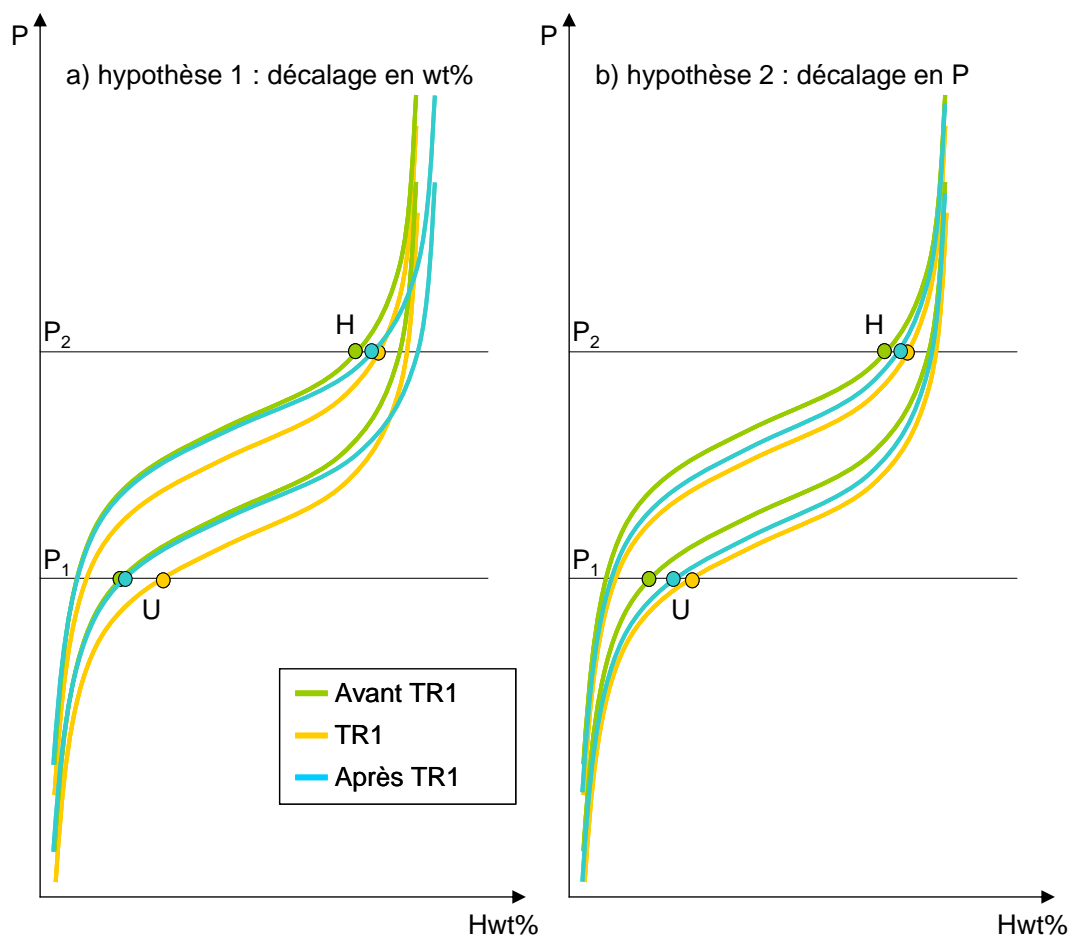 P
a) hypothèse 1 : décalage en wt%
H
P2
P1
U
Avant TR1
TR1
Après TR1
Hwt%
P
b) hypothèse 2 : décalage en P
H
P2
P1
U
Hwt%